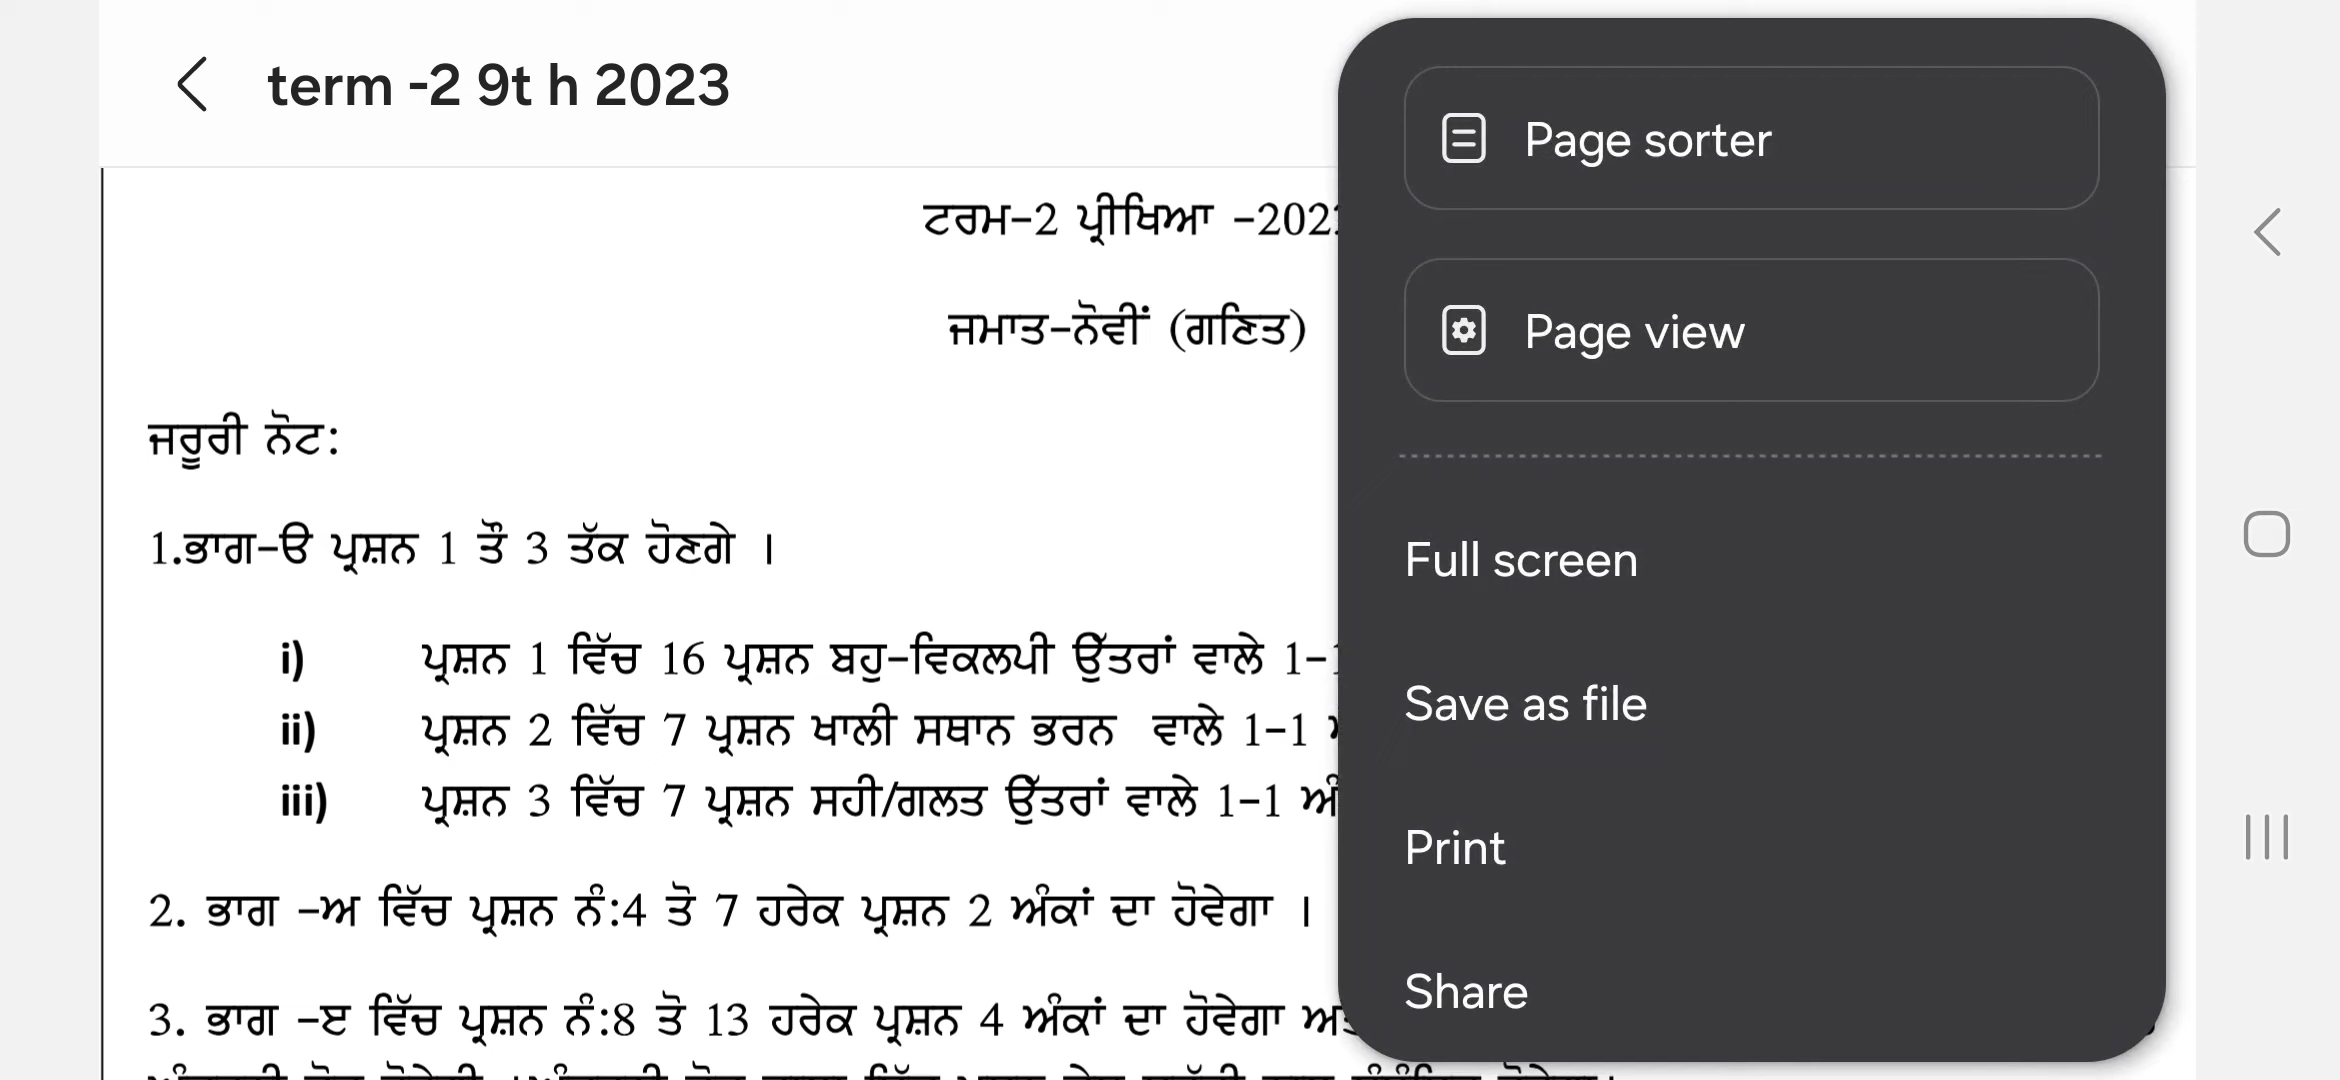 term -2 9t h 2023
ਟਰਮ-2 ਪ੍ਰੀਖਿਆ -202
ਜਮਾਤ-ਨੋਵੀਂ (ਗਣਿਤ)
ਜਰੂਰੀ ਨੋਟ:
1.ਭਾਗ-ੳ ਪ੍ਰਸ਼ਨ 1 ਤੋਂ 3 ਤੱਕ ਹੋਣਗੇ ।
i) ਪ੍ਰਸ਼ਨ 1 ਵਿੱਚ 16 ਪ੍ਰਸ਼ਨ ਬਹੁ-ਵਿਕਲਪੀ ਉੱਤਰਾਂ ਵਾਲੇ 1-1
ii) ਪ੍ਰਸ਼ਨ 2 ਵਿੱਚ 7 ਪ੍ਰਸ਼ਨ ਖਾਲੀ ਸਥਾਨ ਭਰਨ ਵਾਲੇ 1-1
iii) ਪ੍ਰਸ਼ਨ 3 ਵਿੱਚ 7 ਪ੍ਰਸ਼ਨ ਸਹੀ/ਗਲਤ ਉੱਤਰਾਂ ਵਾਲੇ 1-1
2. ਭਾਗ -ਅ ਵਿੱਚ ਪ੍ਰਸ਼ਨ ਨੰ:4 ਤੋ 7 ਹਰੇਕ ਪ੍ਰਸ਼ਨ 2 ਅੰਕਾਂ ਦਾ ਹੋਵੇਗਾ ।
3. ਭਾਗ -ੲ ਵਿੱਚ ਪ੍ਰਸ਼ਨ ਨੰ:8 ਤੋ 13 ਹਰੇਕ ਪ੍ਰਸ਼ਨ 4 ਅੰਕਾਂ ਦਾ ਹੋਵੇਗਾ
Page sorter
Page view
Full screen
Save as file
Print
Share